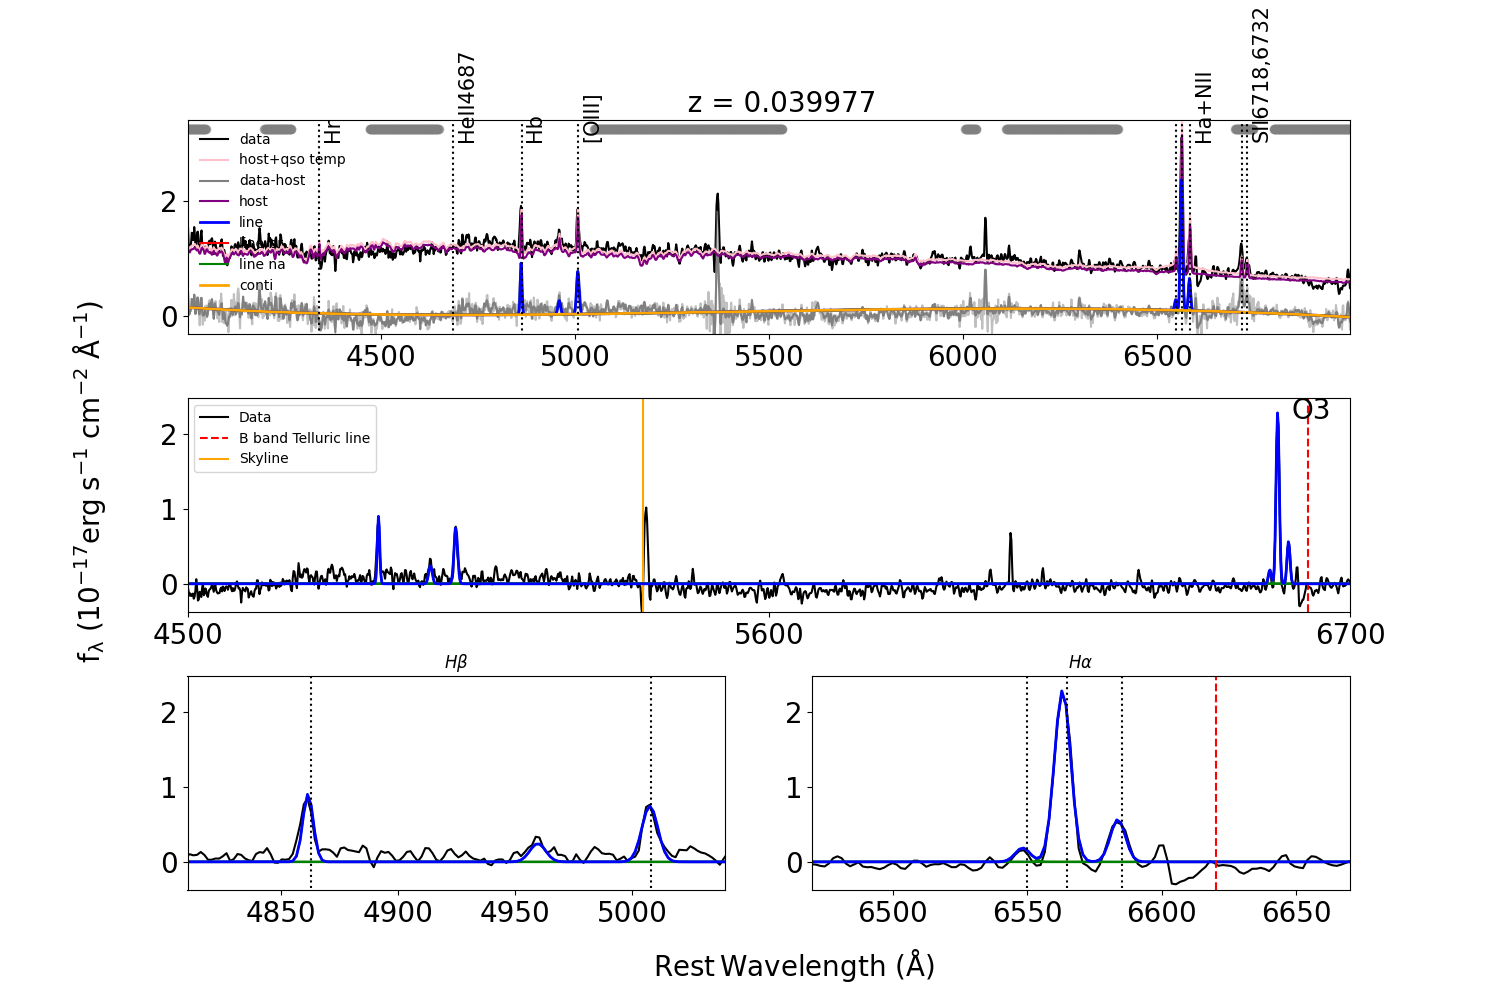 z = 0.039977
Hr
HeII4687
Hb
[OIII]
Ha+NII
SII6718,6732
data
host+qso temp
data-host
host
line
line na
conti
2
0
4500
5000
5500
6000
6500
f_λ (10^{-17}erg s^{-1} cm^{-2} Å^{-1})
Data
B band Telluric line
Skyline
O3
2
1
0
4500
5600
6700
Hβ
2
1
0
4850
4900
4950
5000
Hα
2
1
0
6500
6550
6600
6650
Rest Wavelength (Å)